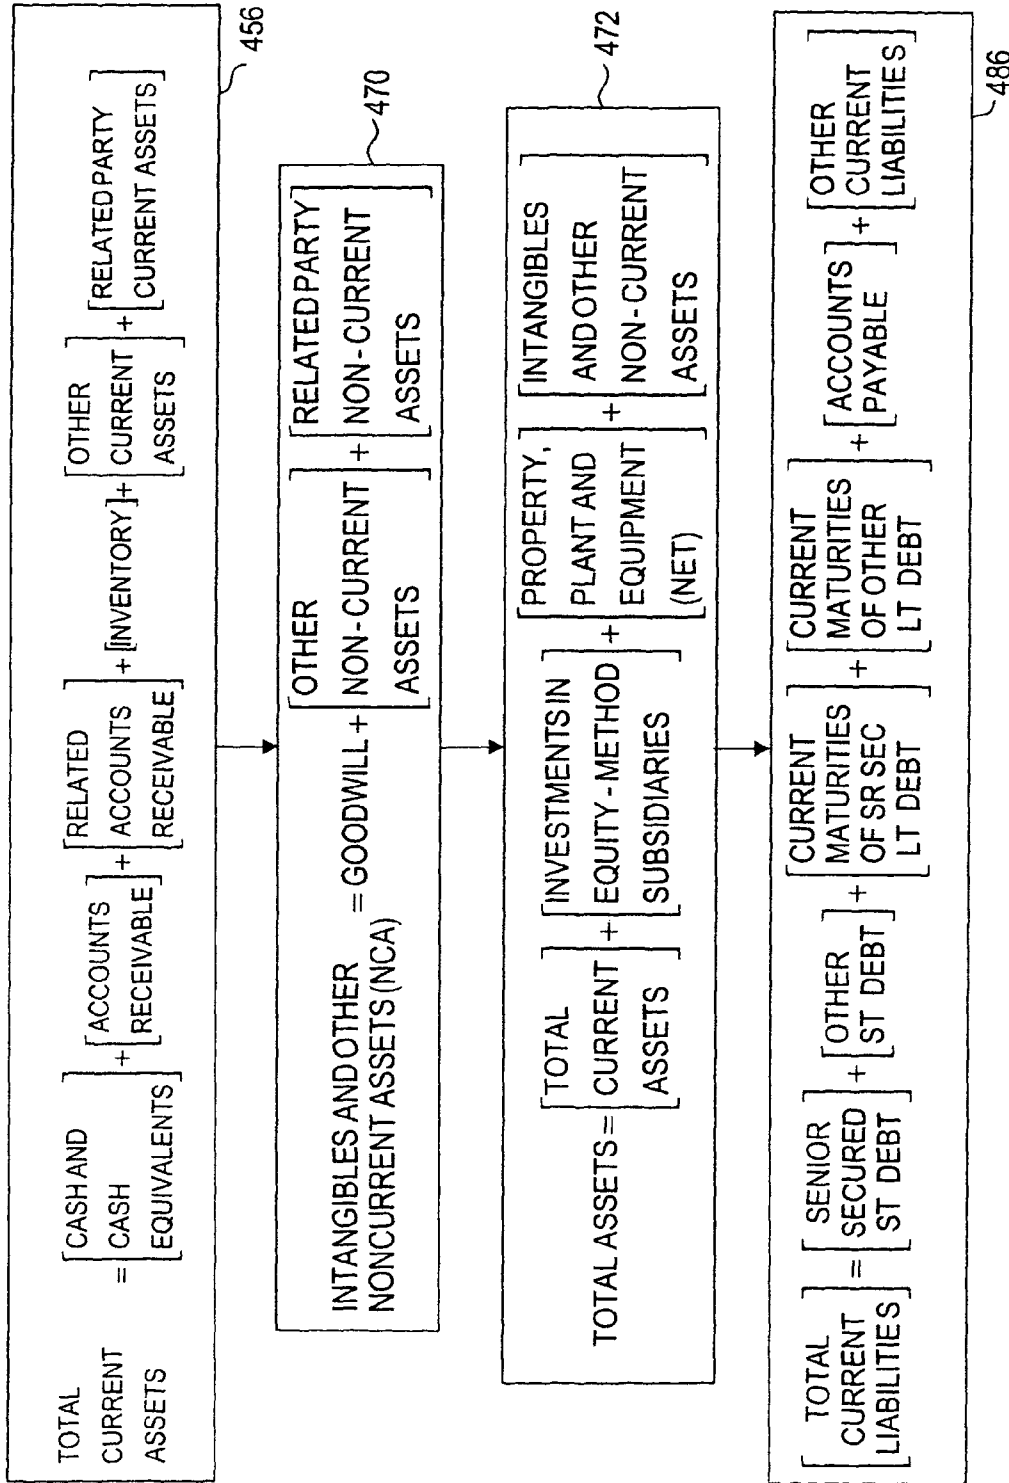 TOTAL
CURRENT
ASSETS
=
[CASH AND
CASH
EQUIVALENTS]
+
[ACCOUNTS
RECEIVABLE]
+
[RELATED
ACCOUNTS
RECEIVABLE]
+ [INVENTORY] +
[OTHER
CURRENT
ASSETS]
+
[RELATED PARTY
CURRENT ASSETS]
456
INTANGIBLES AND OTHER
NONCURRENT ASSETS (NCA)
= GOODWILL +
[OTHER
NON-CURRENT
ASSETS]
+
[RELATED PARTY
NON-CURRENT
ASSETS]
470
TOTAL ASSETS =
[TOTAL
CURRENT
ASSETS]
+
[INVESTMENTS IN
EQUITY-METHOD
SUBSIDIARIES]
+
[PROPERTY,
PLANT AND
EQUIPMENT
(NET)]
+
[INTANGIBLES
AND OTHER
NON-CURRENT
ASSETS]
472
[TOTAL
CURRENT
LIABILITIES]
=
[SENIOR
SECURED
ST DEBT]
+
[OTHER
ST DEBT]
+
[CURRENT
MATURITIES
OF SR SEC
LT DEBT]
+
[CURRENT
MATURITIES
OF OTHER
LT DEBT]
+
[ACCOUNTS
PAYABLE]
+
[OTHER
CURRENT
LIABILITIES]
486